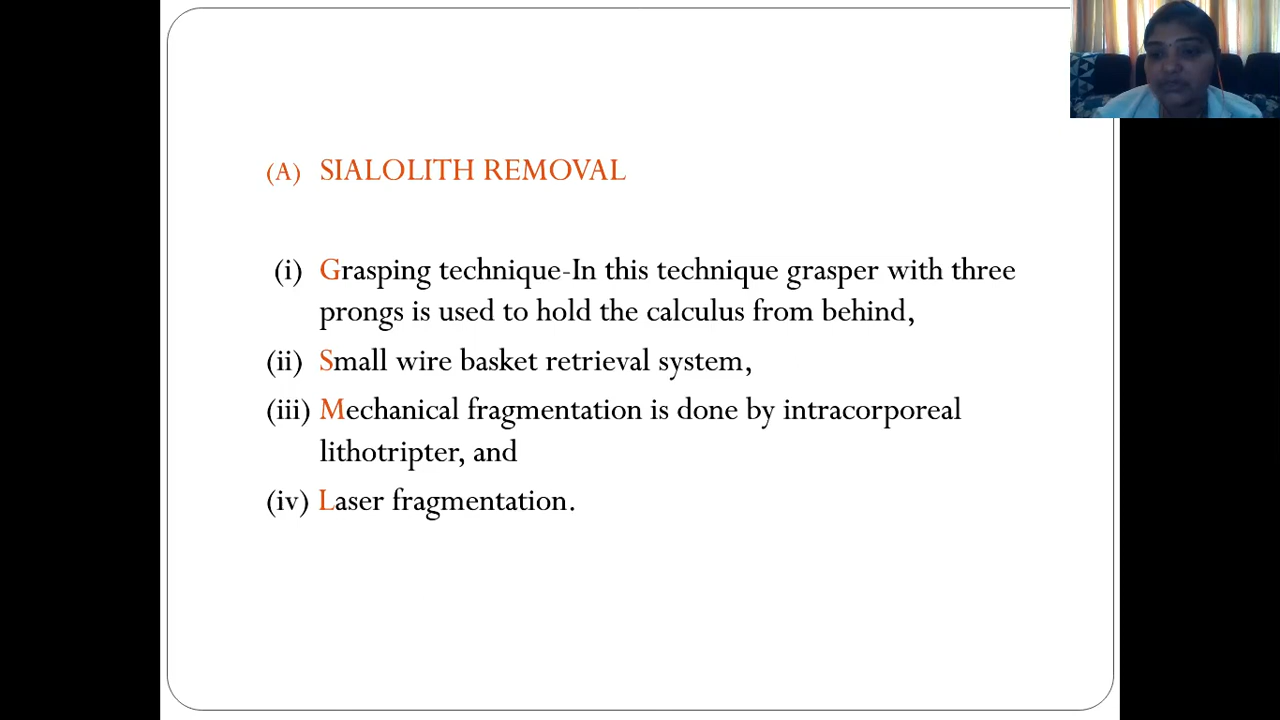 (A) SIALOLITH REMOVAL
(i) Grasping technique-In this technique grasper with three
prongs is used to hold the calculus from behind,
(ii) Small wire basket retrieval system,
(iii) Mechanical fragmentation is done by intracorporeal
lithotripter, and
(iv) Laser fragmentation.